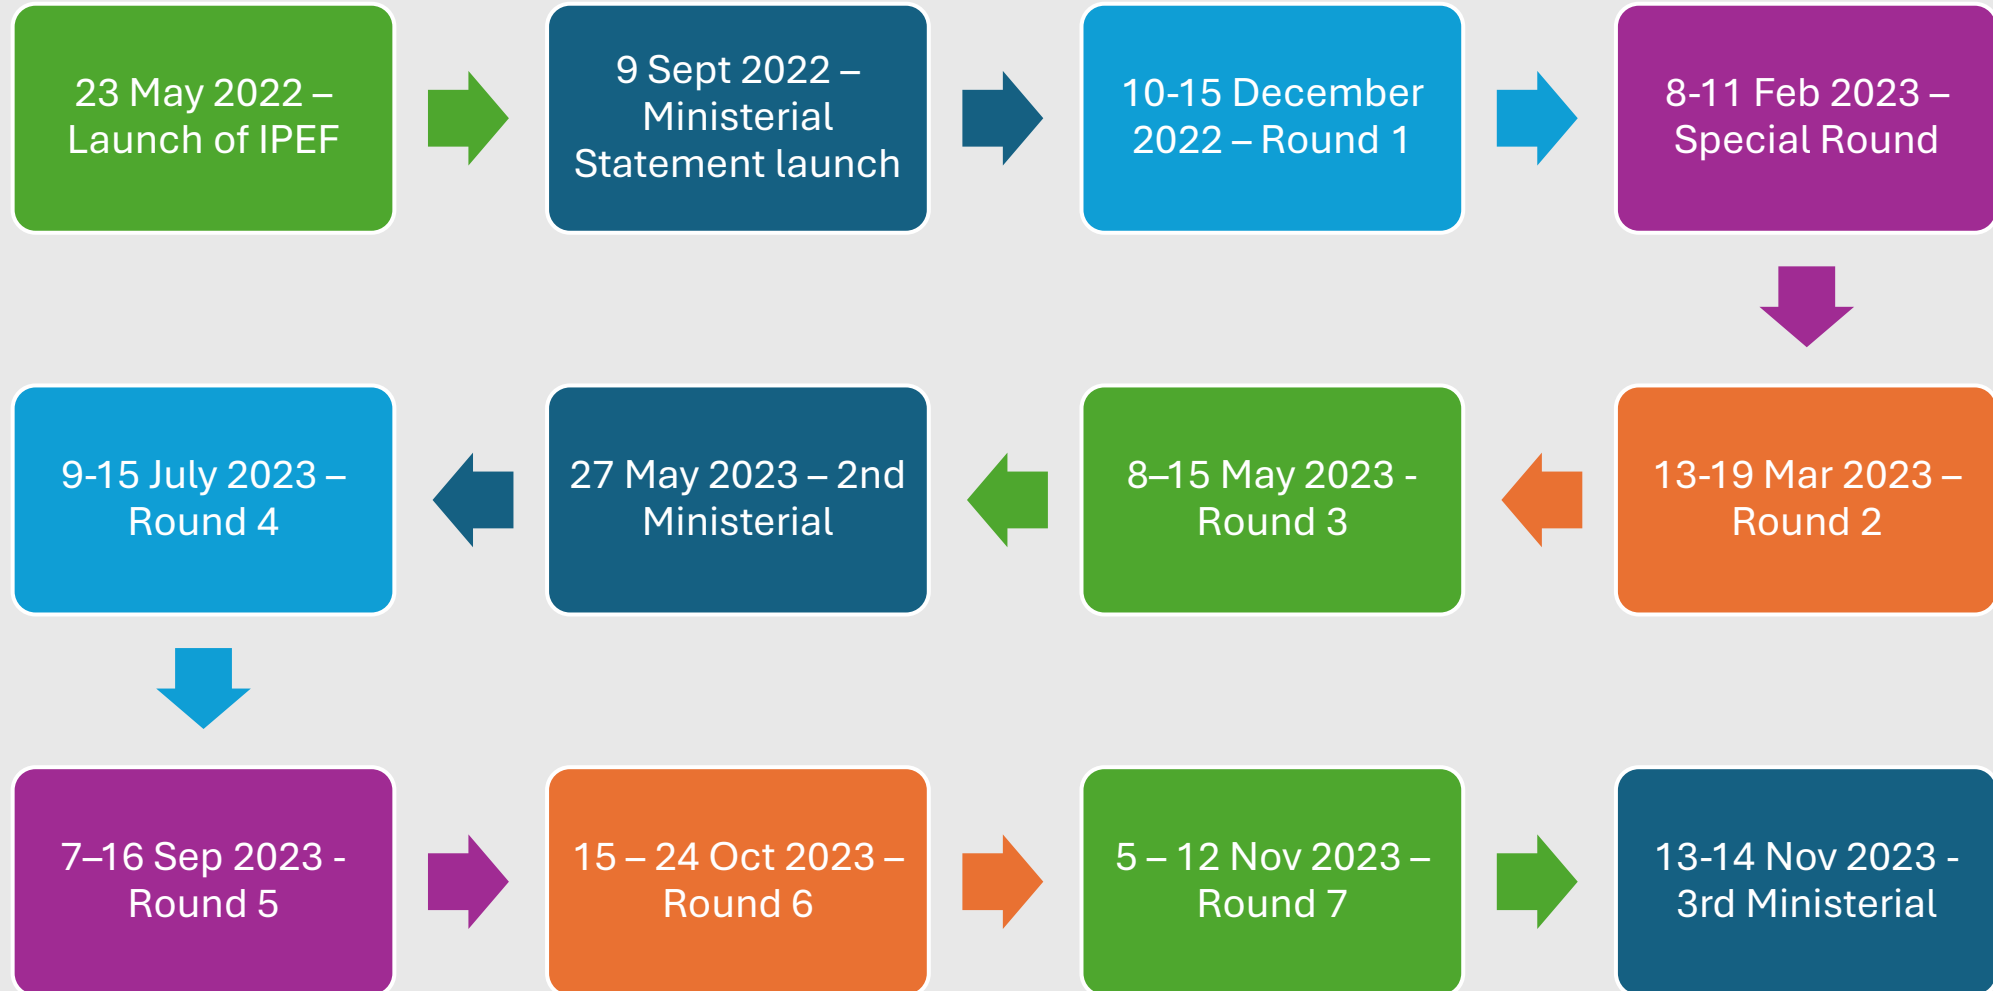 23 May 2022 –
Launch of IPEF
9 Sept 2022 –
Ministerial
Statement launch
10-15 December
2022 – Round 1
8-11 Feb 2023 –
Special Round
13-19 Mar 2023 –
Round 2
8–15 May 2023 -
Round 3
27 May 2023 – 2nd
Ministerial
9-15 July 2023 –
Round 4
7–16 Sep 2023 -
Round 5
15 – 24 Oct 2023 –
Round 6
5 – 12 Nov 2023 –
Round 7
13-14 Nov 2023 -
3rd Ministerial